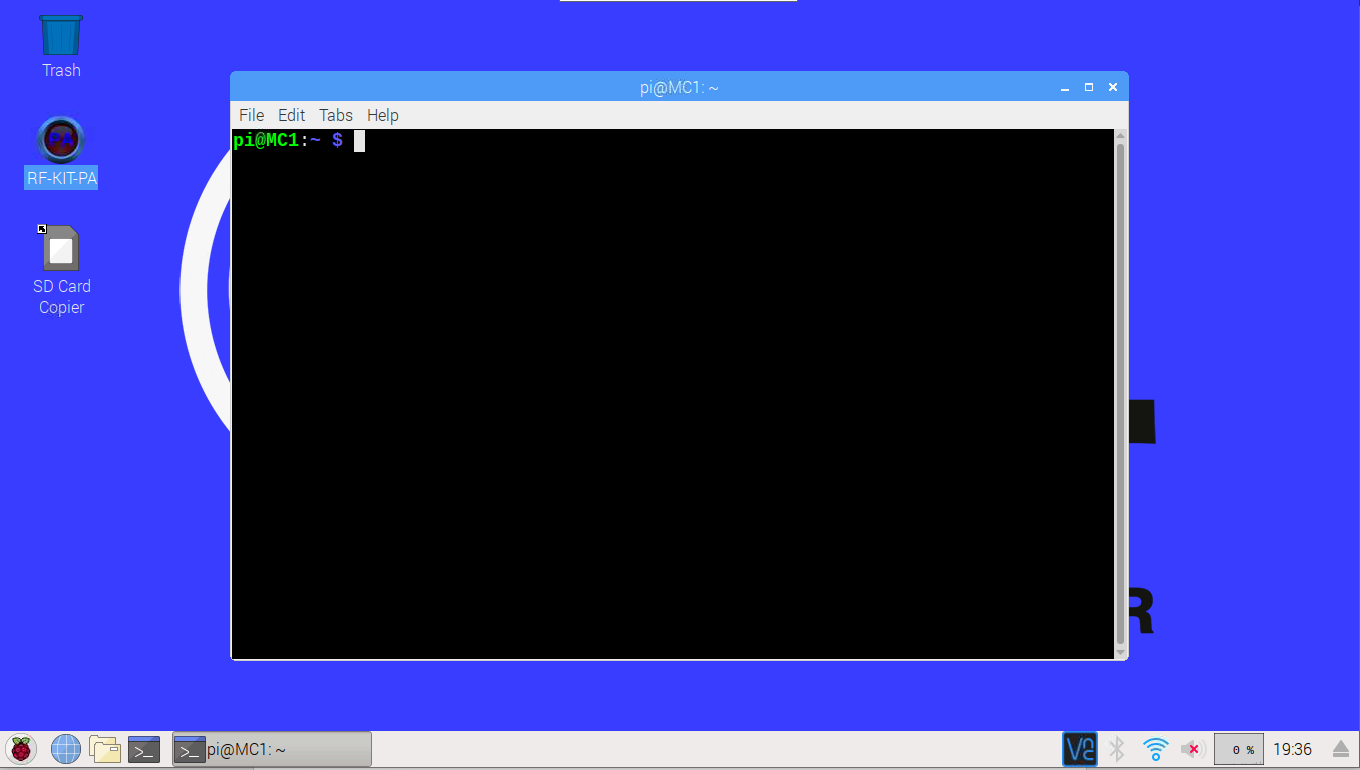 Trash
PA
RF-KIT-PA
SD Card
Copier
pi@MC1: ~
File Edit Tabs Help
pi@MC1:~ $
R
pi@MC1: ~
0 %
19:36